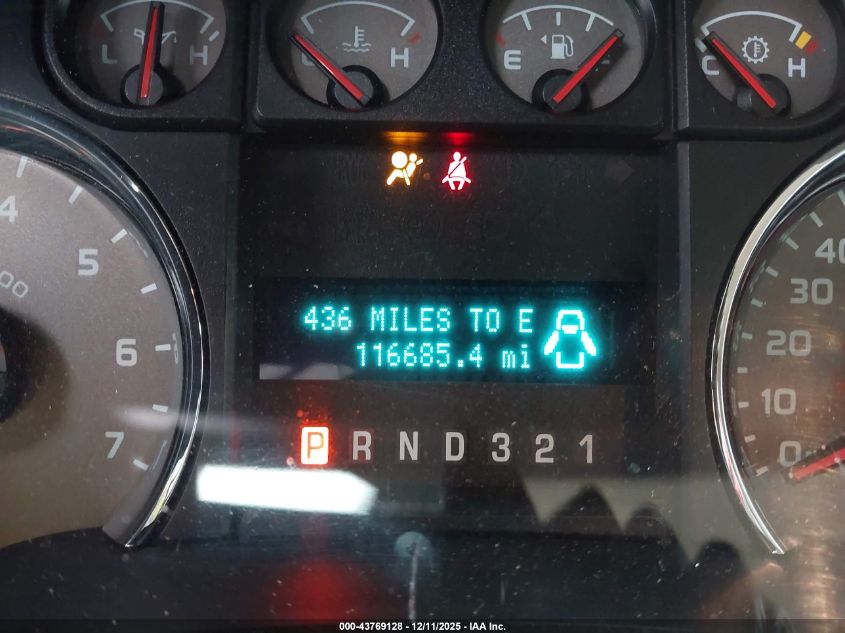 L H
H
E
C H
4
5
6
7
436 MILES TO E
116685.4 mi
P R N D 3 2 1
40
30
20
10
0
000-43769128 - 12/11/2025 - IAA Inc.